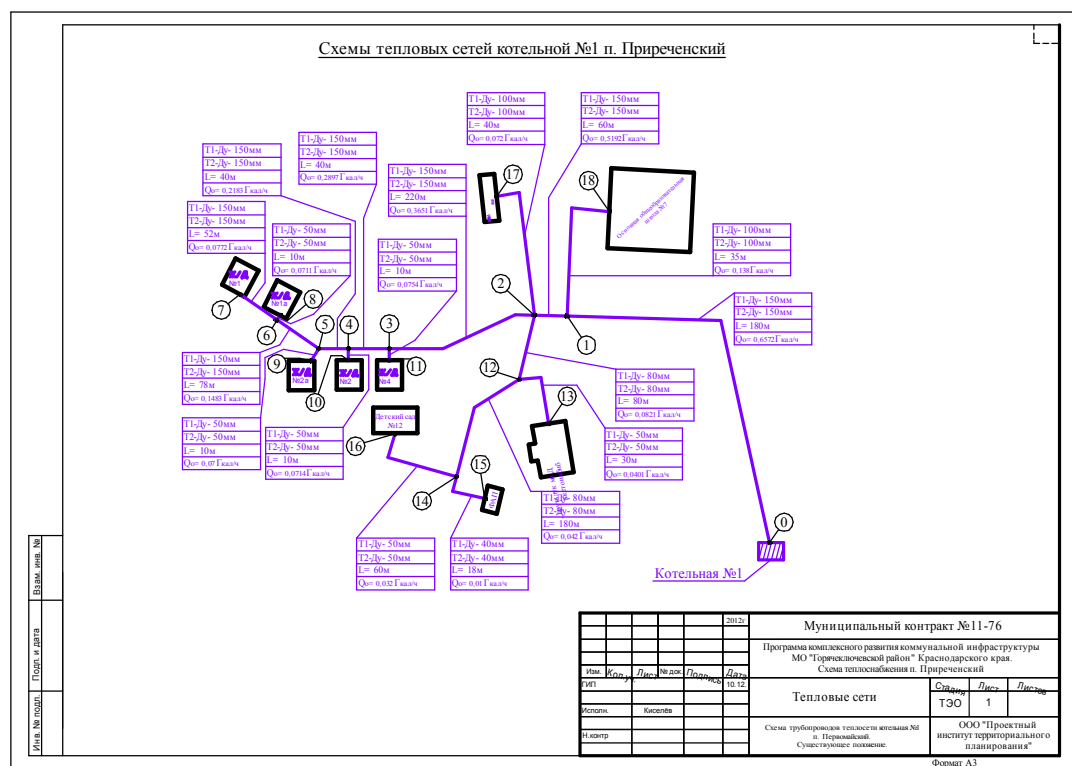 Схемы тепловых сетей котельной №1 п. Приреченский
Т1-Ду- 100мм
Т2-Ду- 100мм
L= 40м
Qо= 0,072 Гкал/ч
Т1-Ду- 150мм
Т2-Ду- 150мм
L= 60м
Qо= 0,5192 Гкал/ч
Т1-Ду- 150мм
Т2-Ду- 150мм
L= 40м
Qо= 0,2897 Гкал/ч
Т1-Ду- 150мм
Т2-Ду- 150мм
L= 40м
Qо= 0,2183 Гкал/ч
Т1-Ду- 150мм
Т2-Ду- 150мм
L= 220м
Qо= 0,3651 Гкал/ч
Т1-Ду- 150мм
Т2-Ду- 150мм
L= 52м
Qо= 0,0772 Гкал/ч
Т1-Ду- 50мм
Т2-Ду- 50мм
L= 10м
Qо= 0,0711 Гкал/ч
Т1-Ду- 50мм
Т2-Ду- 50мм
L= 10м
Qо= 0,0754 Гкал/ч
Т1-Ду- 100мм
Т2-Ду- 100мм
L= 35м
Qо= 0,138 Гкал/ч
Т1-Ду- 150мм
Т2-Ду- 150мм
L= 180м
Qо= 0,6572 Гкал/ч
17
18
Основная общеобразовательная
школа №7
Ж/Д
№1
Ж/Д
№1а
7
8
6
5
4
3
2
1
Ж/Д
№2а
Ж/Д
№2
Ж/Д
№4
9
10
11
12
13
Т1-Ду- 150мм
Т2-Ду- 150мм
L= 78м
Qо= 0,1483 Гкал/ч
Т1-Ду- 50мм
Т2-Ду- 50мм
L= 10м
Qо= 0,07 Гкал/ч
Т1-Ду- 50мм
Т2-Ду- 50мм
L= 10м
Qо= 0,0714 Гкал/ч
Т1-Ду- 80мм
Т2-Ду- 80мм
L= 80м
Qо= 0,0821 Гкал/ч
Т1-Ду- 50мм
Т2-Ду- 50мм
L= 30м
Qо= 0,0401 Гкал/ч
Детский сад
№12
16
15
14
Т1-Ду- 80мм
Т2-Ду- 80мм
L= 180м
Qо= 0,042 Гкал/ч
Т1-Ду- 50мм
Т2-Ду- 50мм
L= 60м
Qо= 0,032 Гкал/ч
Т1-Ду- 40мм
Т2-Ду- 40мм
L= 18м
Qо= 0,01 Гкал/ч
0
Котельная №1
Взам. инв. №
Подп. и дата
Инв. № подл.
2012г
Муниципальный контракт №11-76
Программа комплексного развития коммунальной инфраструктуры
МО "Горячеключевской район" Краснодарского края.
Схема теплоснабжения п. Приреченский
Изм. Кол.уч. Лист № док. Подпись Дата
ГИП 10.12.
Исполн. Киселёв
Н.контр
Тепловые сети
Стадия Лист Листов
ТЭО 1
Схема трубопроводов теплосети котельная №1
п. Первомайский.
Существующее положение.
ООО "Проектный
институт территориального
планирования"
Формат А3